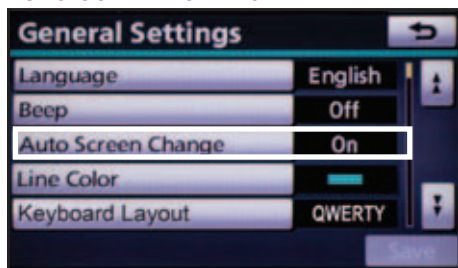 General Settings
Language English
Beep Off
Auto Screen Change On
Line Color
Keyboard Layout QWERTY
Save